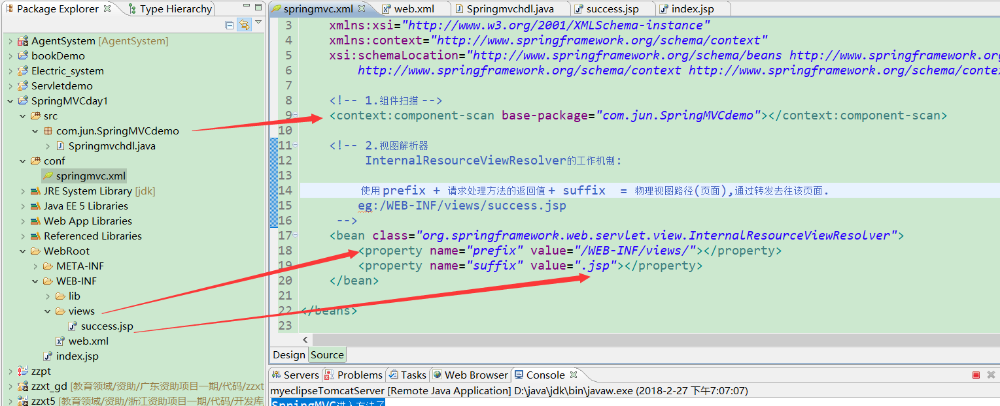 Package Explorer
Type Hierarchy
AgentSystem [AgentSystem]
bookDemo
Electric_system
Servletdemo
SpringMVCday1
src
com.jun.SpringMVCdemo
Springmvchdl.java
conf
springmvc.xml
JRE System Library [jdk]
Java EE 5 Libraries
Web App Libraries
Referenced Libraries
WebRoot
META-INF
WEB-INF
lib
views
success.jsp
web.xml
index.jsp
zzpt
zzxt_gd [教育领域/资助/广东资助项目一期/代码/zzxt
zzxt5 [教育领域/资助/浙江资助项目一期/代码/开发库
springmvc.xml
web.xml
Springmvchdl.java
success.jsp
index.jsp
3 xmlns:xsi="http://www.w3.org/2001/XMLSchema-instance"
4 xmlns:context="http://www.springframework.org/schema/context"
5 xsi:schemaLocation="http://www.springframework.org/schema/beans http://www.springframework.org
6 http://www.springframework.org/schema/context http://www.springframework.org/schema/conte
7
8 <!-- 1.组件扫描 -->
9 <context:component-scan base-package="com.jun.SpringMVCdemo"></context:component-scan>
10
11 <!-- 2.视图解析器
12 InternalResourceViewResolver的工作机制:
13
14 使用prefix + 请求处理方法的返回值+ suffix = 物理视图路径(页面),通过转发去往该页面.
15 eg:/WEB-INF/views/success.jsp
16 -->
17 <bean class="org.springframework.web.servlet.view.InternalResourceViewResolver">
18 <property name="prefix" value="/WEB-INF/views/"></property>
19 <property name="suffix" value=".jsp"></property>
20 </bean>
21
22 </beans>
23
Design
Source
Servers
Problems
Tasks
Web Browser
Console
myeclipseTomcatServer [Remote Java Application] D:\java\jdk\bin\javaw.exe (2018-2-27 下午7:07:07)
SpringMVC进入方法了